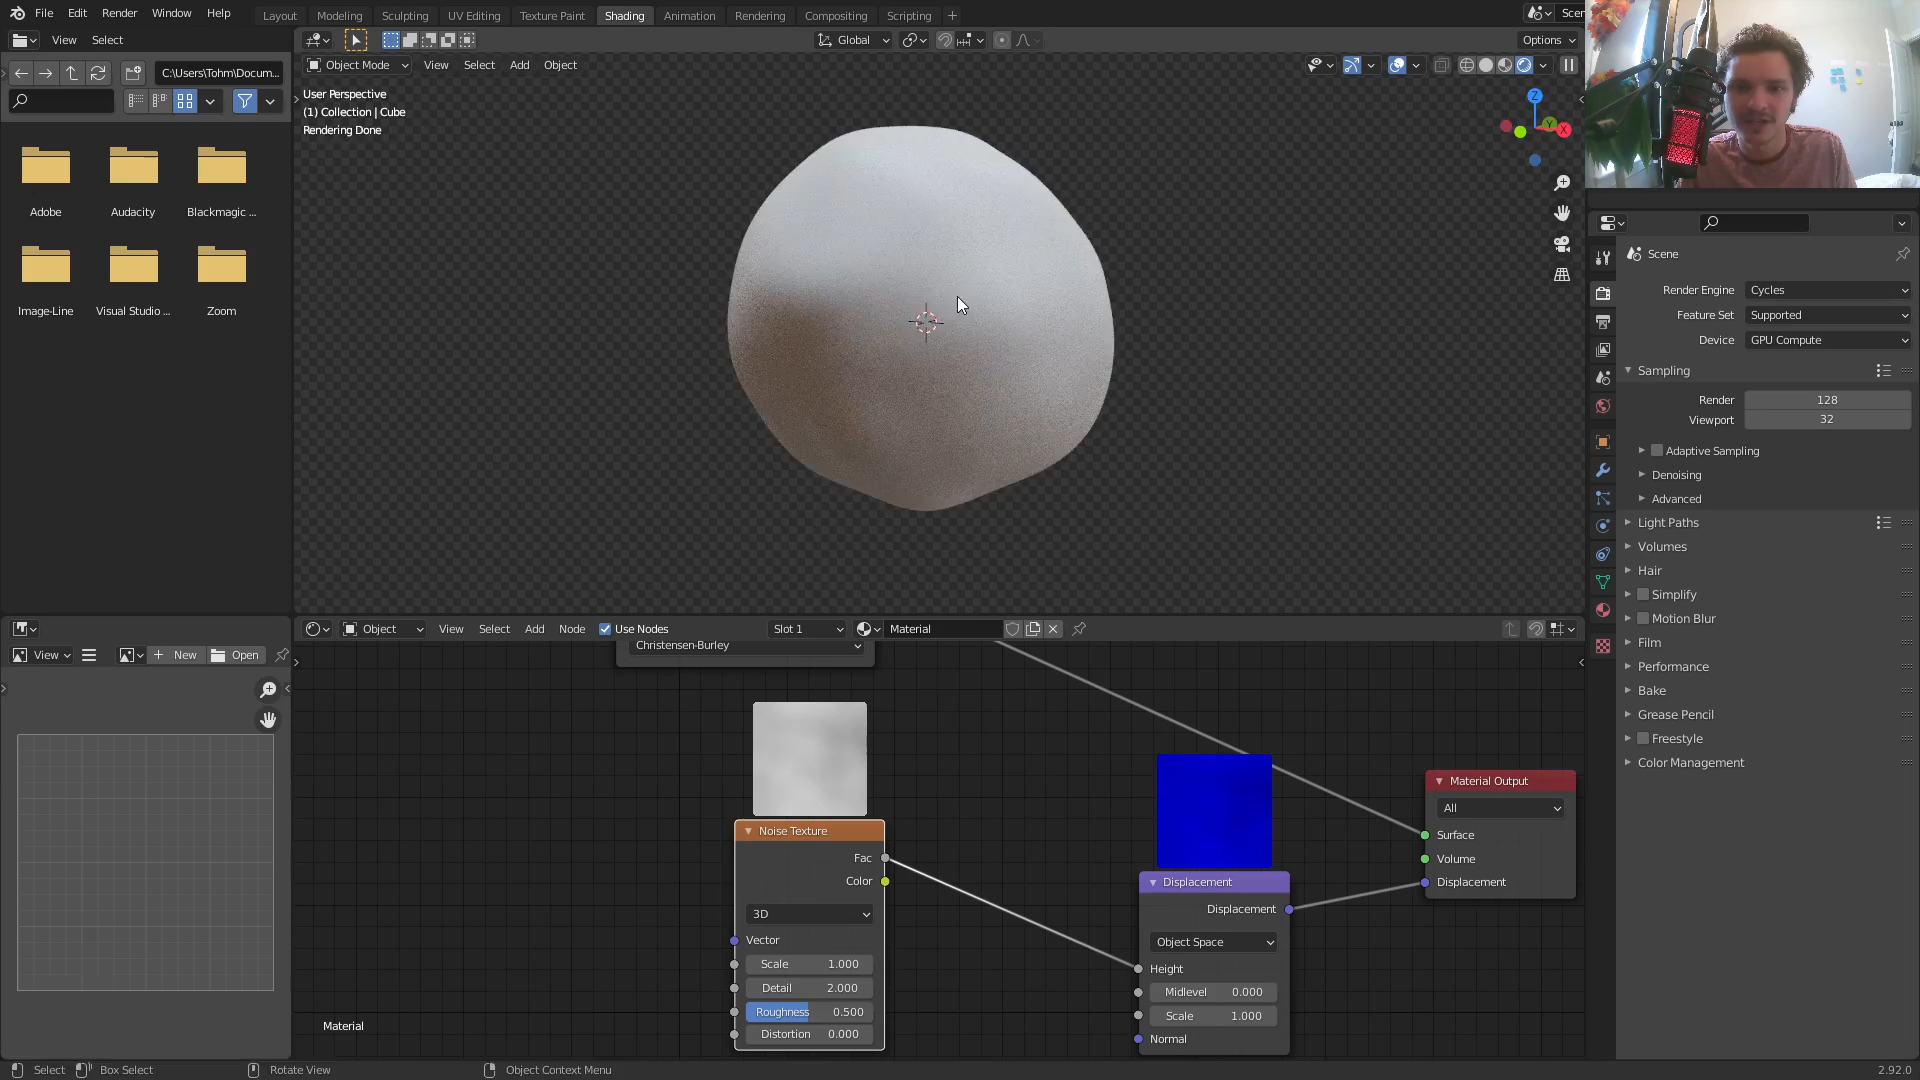 File Edit Render Window Help
Layout Modeling Sculpting UV Editing Texture Paint Shading Animation Rendering Compositing Scripting +
Scer
View Select
Global
Options
C:\Users\Tohm\Docum...
Object Mode View Select Add Object
User Perspective
(1) Collection | Cube
Rendering Done
Z
Y
X
Adobe
Audacity
Blackmagic ...
Image-Line
Visual Studio ...
Zoom
Scene
Render Engine Cycles
Feature Set Supported
Device GPU Compute
Sampling
Render 128
Viewport 32
Adaptive Sampling
Denoising
Advanced
Light Paths
Volumes
Hair
Simplify
Motion Blur
Film
Performance
Bake
Grease Pencil
Freestyle
Color Management
View
New
Open
Object View Select Add Node Use Nodes Slot 1 Material
Christensen-Burley
Noise Texture
Fac
Color
3D
Vector
Scale 1.000
Detail 2.000
Roughness 0.500
Distortion 0.000
Displacement
Displacement
Object Space
Height
Midlevel 0.000
Scale 1.000
Normal
Material Output
All
Surface
Volume
Displacement
Material
Select Box Select Rotate View Object Context Menu 2.92.0